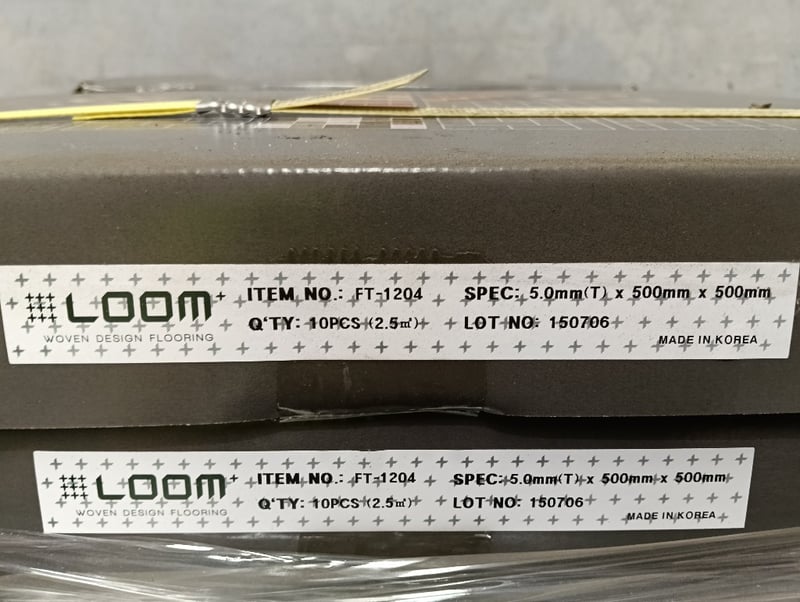 LOOM+
WOVEN DESIGN FLOORING
ITEM NO.: FT-1204
SPEC: 5.0mm(T) x 500mm x 500mm
Q'TY: 10PCS (2.5㎡)
LOT NO: 150706
MADE IN KOREA
LOOM+
WOVEN DESIGN FLOORING
ITEM NO.: FT-1204
SPEC: 5.0mm(T) x 500mm x 500mm
Q'TY: 10PCS (2.5㎡)
LOT NO: 150706
MADE IN KOREA